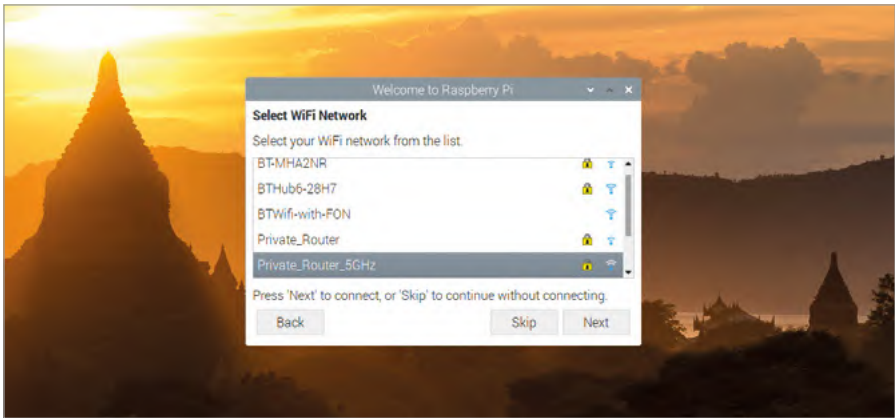 Welcome to Raspberry Pi
Select WiFi Network
Select your WiFi network from the list.
BT-MHA2NR
BTHub6-28H7
BTWifi-with-FON
Private_Router
Private_Router_5GHz
Press 'Next' to connect, or 'Skip' to continue without connecting.
Back Skip Next